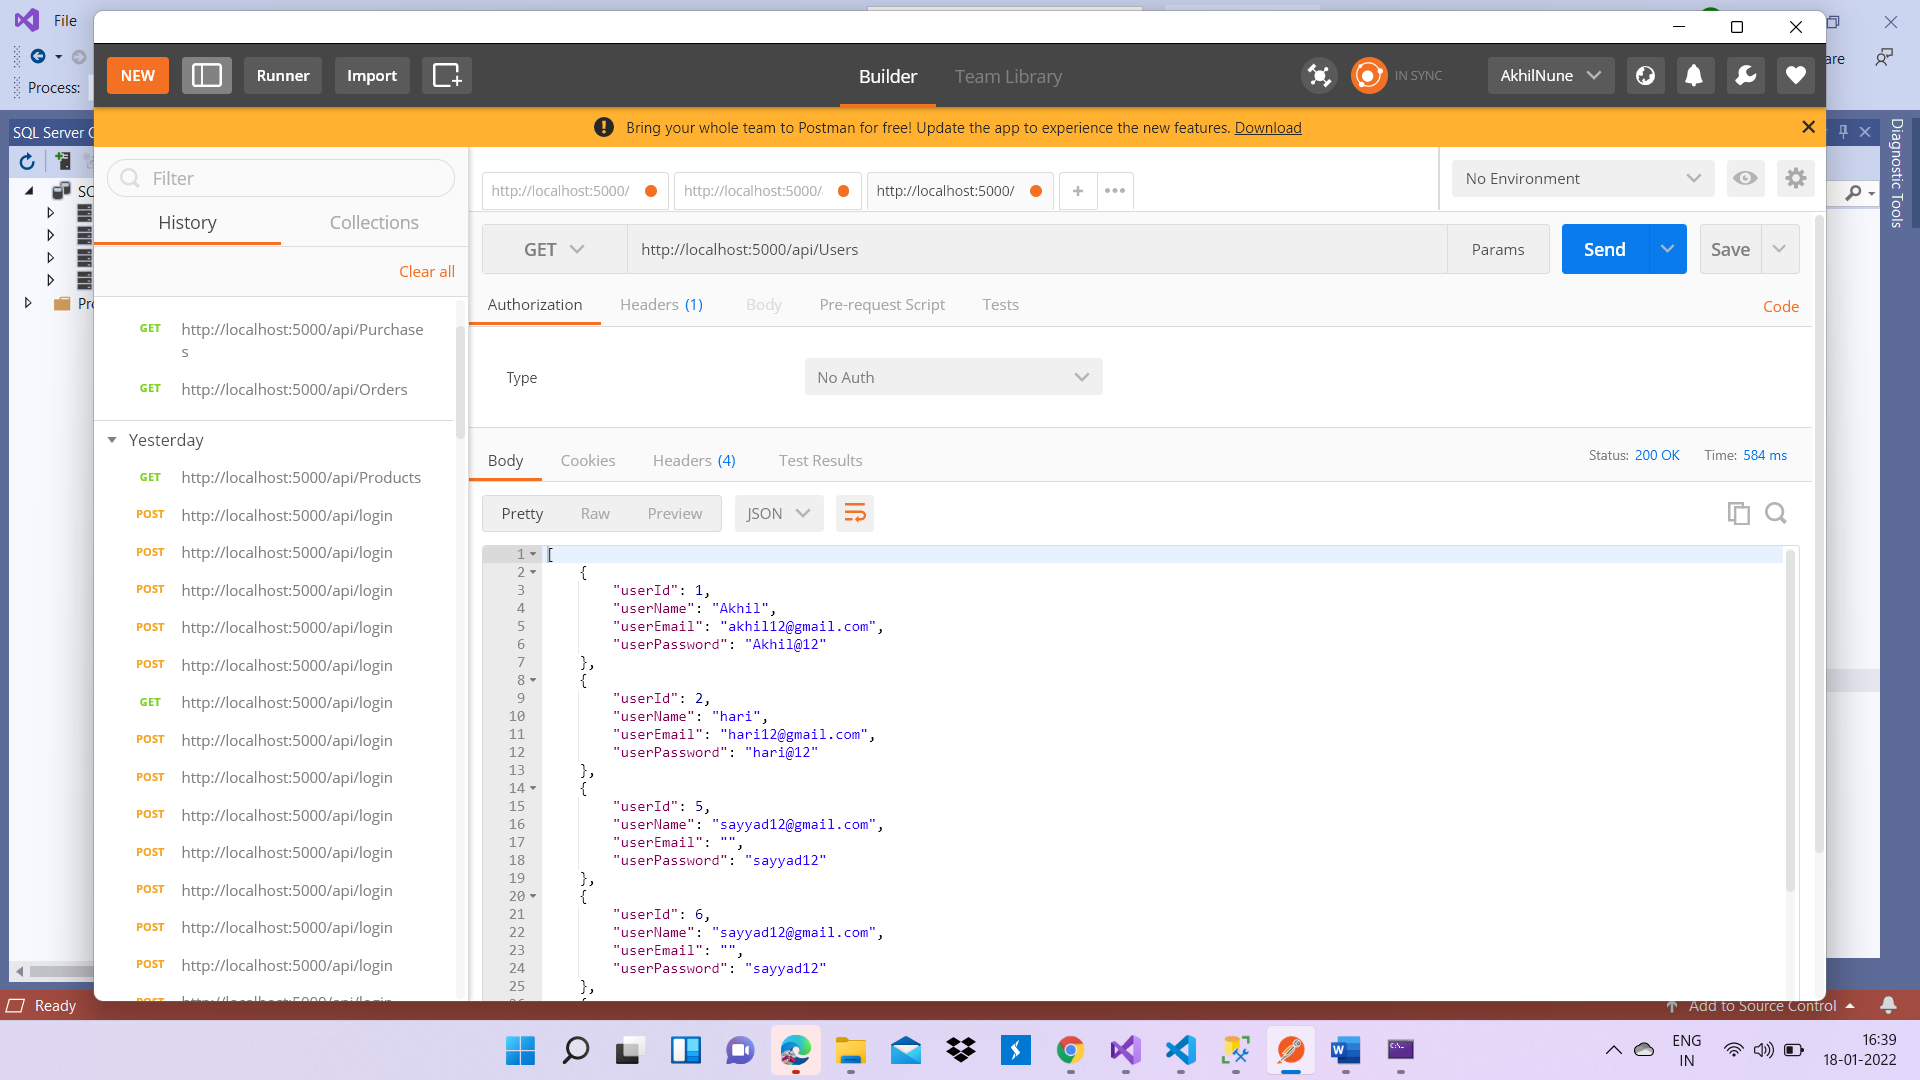 File
Process:
SQL Server
NEW
Runner
Import
Builder
Team Library
IN SYNC
AkhilNune
Bring your whole team to Postman for free! Update the app to experience the new features. Download
Diagnostic Tools
Filter
History
Collections
Clear all
GET http://localhost:5000/api/Purchase
s
GET http://localhost:5000/api/Orders
Yesterday
GET http://localhost:5000/api/Products
POST http://localhost:5000/api/login
POST http://localhost:5000/api/login
POST http://localhost:5000/api/login
POST http://localhost:5000/api/login
POST http://localhost:5000/api/login
GET http://localhost:5000/api/login
POST http://localhost:5000/api/login
POST http://localhost:5000/api/login
POST http://localhost:5000/api/login
POST http://localhost:5000/api/login
POST http://localhost:5000/api/login
POST http://localhost:5000/api/login
POST http://localhost:5000/api/login
http://localhost:5000/
http://localhost:5000/
http://localhost:5000/
No Environment
GET
http://localhost:5000/api/Users
Params
Send
Save
Authorization
Headers (1)
Body
Pre-request Script
Tests
Code
Type
No Auth
Body
Cookies
Headers (4)
Test Results
Status: 200 OK
Time: 584 ms
Pretty
Raw
Preview
JSON
1 [
2 {
3 "userId": 1,
4 "userName": "Akhil",
5 "userEmail": "akhil12@gmail.com",
6 "userPassword": "Akhil@12"
7 },
8 {
9 "userId": 2,
10 "userName": "hari",
11 "userEmail": "hari12@gmail.com",
12 "userPassword": "hari@12"
13 },
14 {
15 "userId": 5,
16 "userName": "sayyad12@gmail.com",
17 "userEmail": "",
18 "userPassword": "sayyad12"
19 },
20 {
21 "userId": 6,
22 "userName": "sayyad12@gmail.com",
23 "userEmail": "",
24 "userPassword": "sayyad12"
25 },
Ready
Add to Source Control
ENG
IN
16:39
18-01-2022